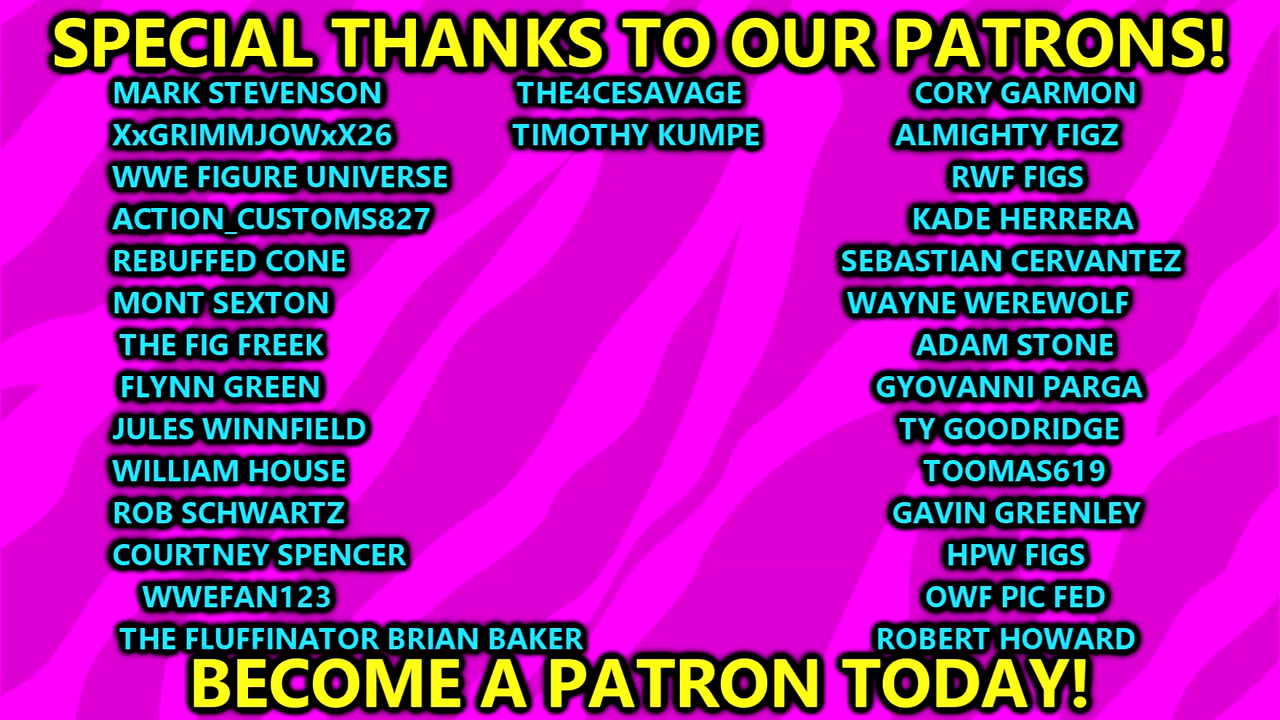 SPECIAL THANKS TO OUR PATRONS!
MARK STEVENSON
XxGRIMMJOWxX26
WWE FIGURE UNIVERSE
ACTION_CUSTOMS827
REBUFFED CONE
MONT SEXTON
THE FIG FREEK
FLYNN GREEN
JULES WINNFIELD
WILLIAM HOUSE
ROB SCHWARTZ
COURTNEY SPENCER
WWEFAN123
THE FLUFFINATOR BRIAN BAKER
THE4CESAVAGE
TIMOTHY KUMPE
CORY GARMON
ALMIGHTY FIGZ
RWF FIGS
KADE HERRERA
SEBASTIAN CERVANTEZ
WAYNE WEREWOLF
ADAM STONE
GYOVANNI PARGA
TY GOODRIDGE
TOOMAS619
GAVIN GREENLEY
HPW FIGS
OWF PIC FED
ROBERT HOWARD
BECOME A PATRON TODAY!